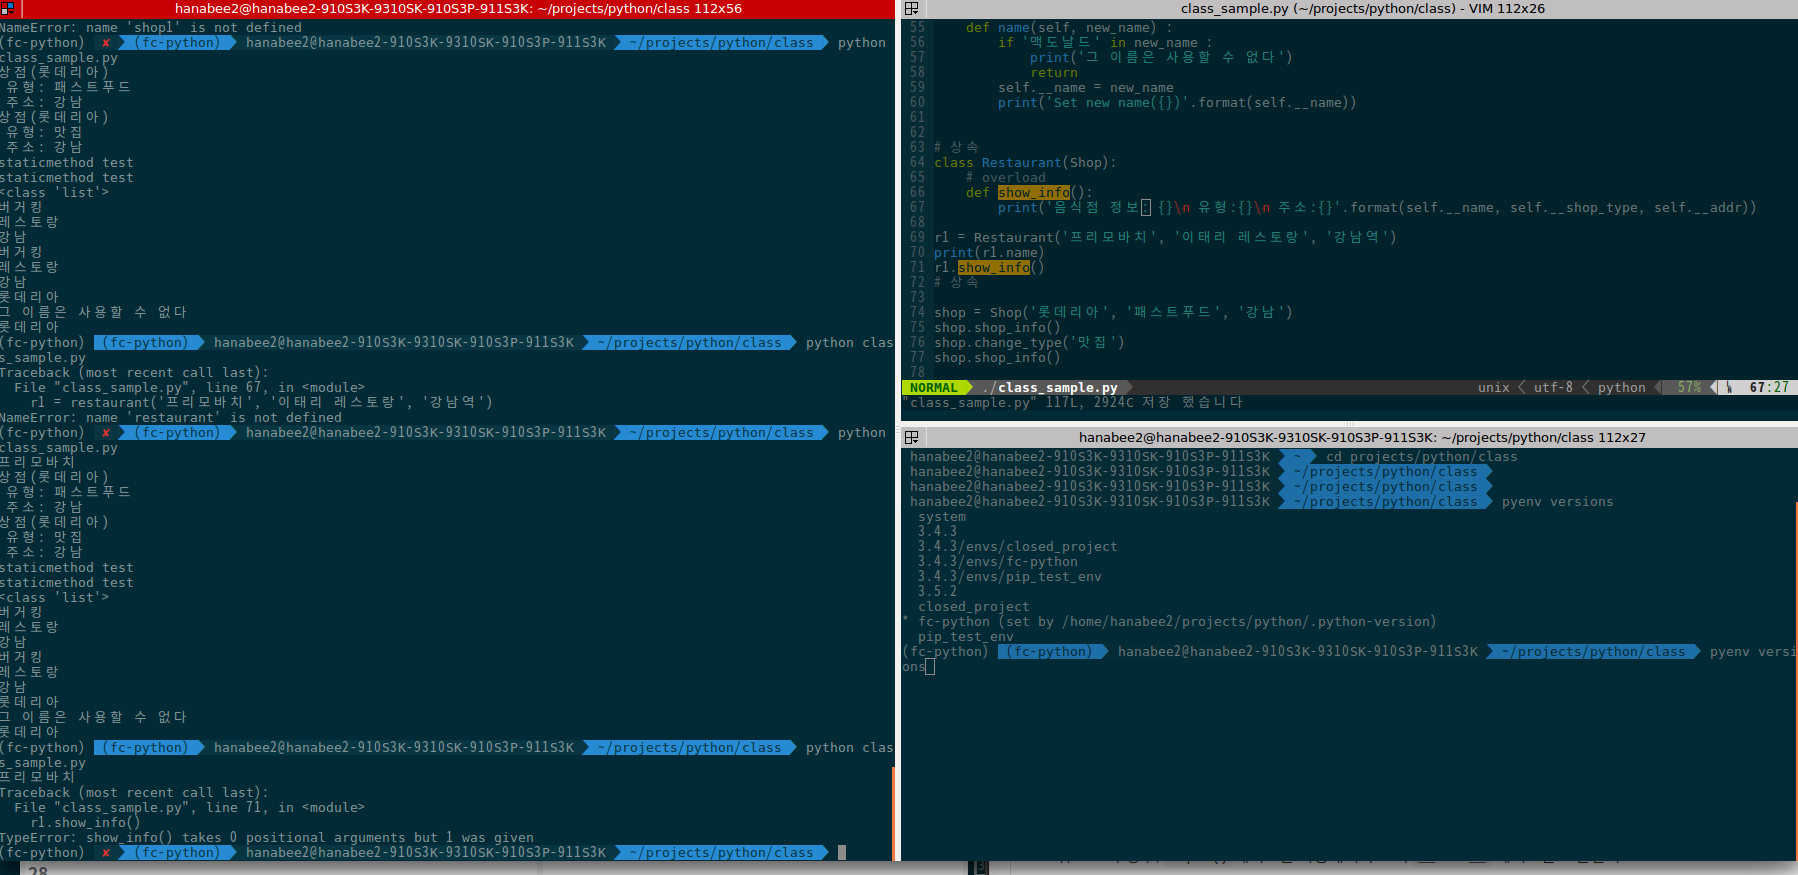 hanabee2@hanabee2-910S3K-9310SK-910S3P-911S3K: ~/projects/python/class 112x56
NameError: name 'shop1' is not defined
(fc-python) ✘ (fc-python) hanabee2@hanabee2-910S3K-9310SK-910S3P-911S3K ~/projects/python/class python
class_sample.py
상점(롯데리아)
유형: 패스트푸드
주소: 강남
상점(롯데리아)
유형: 맛집
주소: 강남
staticmethod test
staticmethod test
<class 'list'>
버거킹
레스토랑
강남
버거킹
레스토랑
강남
롯데리아
그 이름은 사용할 수 없다
롯데리아
(fc-python) (fc-python) hanabee2@hanabee2-910S3K-9310SK-910S3P-911S3K ~/projects/python/class python clas
s_sample.py
Traceback (most recent call last):
File "class_sample.py", line 67, in <module>
r1 = restaurant('프리모바치', '이태리 레스토랑', '강남역')
NameError: name 'restaurant' is not defined
(fc-python) ✘ (fc-python) hanabee2@hanabee2-910S3K-9310SK-910S3P-911S3K ~/projects/python/class python
class_sample.py
프리모바치
상점(롯데리아)
유형: 패스트푸드
주소: 강남
상점(롯데리아)
유형: 맛집
주소: 강남
staticmethod test
staticmethod test
<class 'list'>
버거킹
레스토랑
강남
버거킹
레스토랑
강남
롯데리아
그 이름은 사용할 수 없다
롯데리아
(fc-python) (fc-python) hanabee2@hanabee2-910S3K-9310SK-910S3P-911S3K ~/projects/python/class python clas
s_sample.py
프리모바치
Traceback (most recent call last):
File "class_sample.py", line 71, in <module>
r1.show_info()
TypeError: show_info() takes 0 positional arguments but 1 was given
(fc-python) ✘ (fc-python) hanabee2@hanabee2-910S3K-9310SK-910S3P-911S3K ~/projects/python/class
28
class_sample.py (~/projects/python/class) - VIM 112x26
55 def name(self, new_name) :
56 if '맥도날드' in new_name :
57 print('그 이름은 사용할 수 없다')
58 return
59 self.__name = new_name
60 print('Set new name({})'.format(self.__name))
61
62
63 # 상속
64 class Restaurant(Shop):
65 # overload
66 def show_info():
67 print('음식점 정보: {}\n 유형:{}\n 주소:{}'.format(self.__name, self.__shop_type, self.__addr))
68
69 r1 = Restaurant('프리모바치', '이태리 레스토랑', '강남역')
70 print(r1.name)
71 r1.show_info()
72 # 상속
73
74 shop = Shop('롯데리아', '패스트푸드', '강남')
75 shop.shop_info()
76 shop.change_type('맛집')
77 shop.shop_info()
78
NORMAL ./class_sample.py unix utf-8 python 57% 67:27
"class_sample.py" 117L, 2924C 저장 했습니다
hanabee2@hanabee2-910S3K-9310SK-910S3P-911S3K: ~/projects/python/class 112x27
hanabee2@hanabee2-910S3K-9310SK-910S3P-911S3K ~ cd projects/python/class
hanabee2@hanabee2-910S3K-9310SK-910S3P-911S3K ~/projects/python/class
hanabee2@hanabee2-910S3K-9310SK-910S3P-911S3K ~/projects/python/class
hanabee2@hanabee2-910S3K-9310SK-910S3P-911S3K ~/projects/python/class pyenv versions
system
3.4.3
3.4.3/envs/closed_project
3.4.3/envs/fc-python
3.4.3/envs/pip_test_env
3.5.2
closed_project
* fc-python (set by /home/hanabee2/projects/python/.python-version)
pip_test_env
(fc-python) (fc-python) hanabee2@hanabee2-910S3K-9310SK-910S3P-911S3K ~/projects/python/class pyenv versi
ons